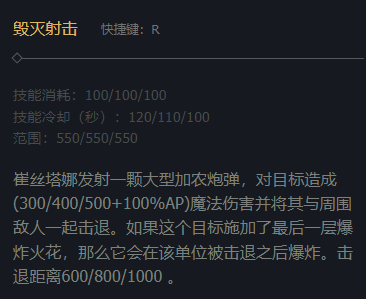 毁灭射击 快捷键：R
技能消耗：100/100/100
技能冷却（秒）：120/110/100
范围：550/550/550
崔丝塔娜发射一颗大型加农炮弹，对目标造成
(300/400/500+100%AP)魔法伤害并将其与周围
敌人一起击退。如果这个目标施加了最后一层爆
炸火花，那么它会在该单位被击退之后爆炸。击
退距离600/800/1000 。